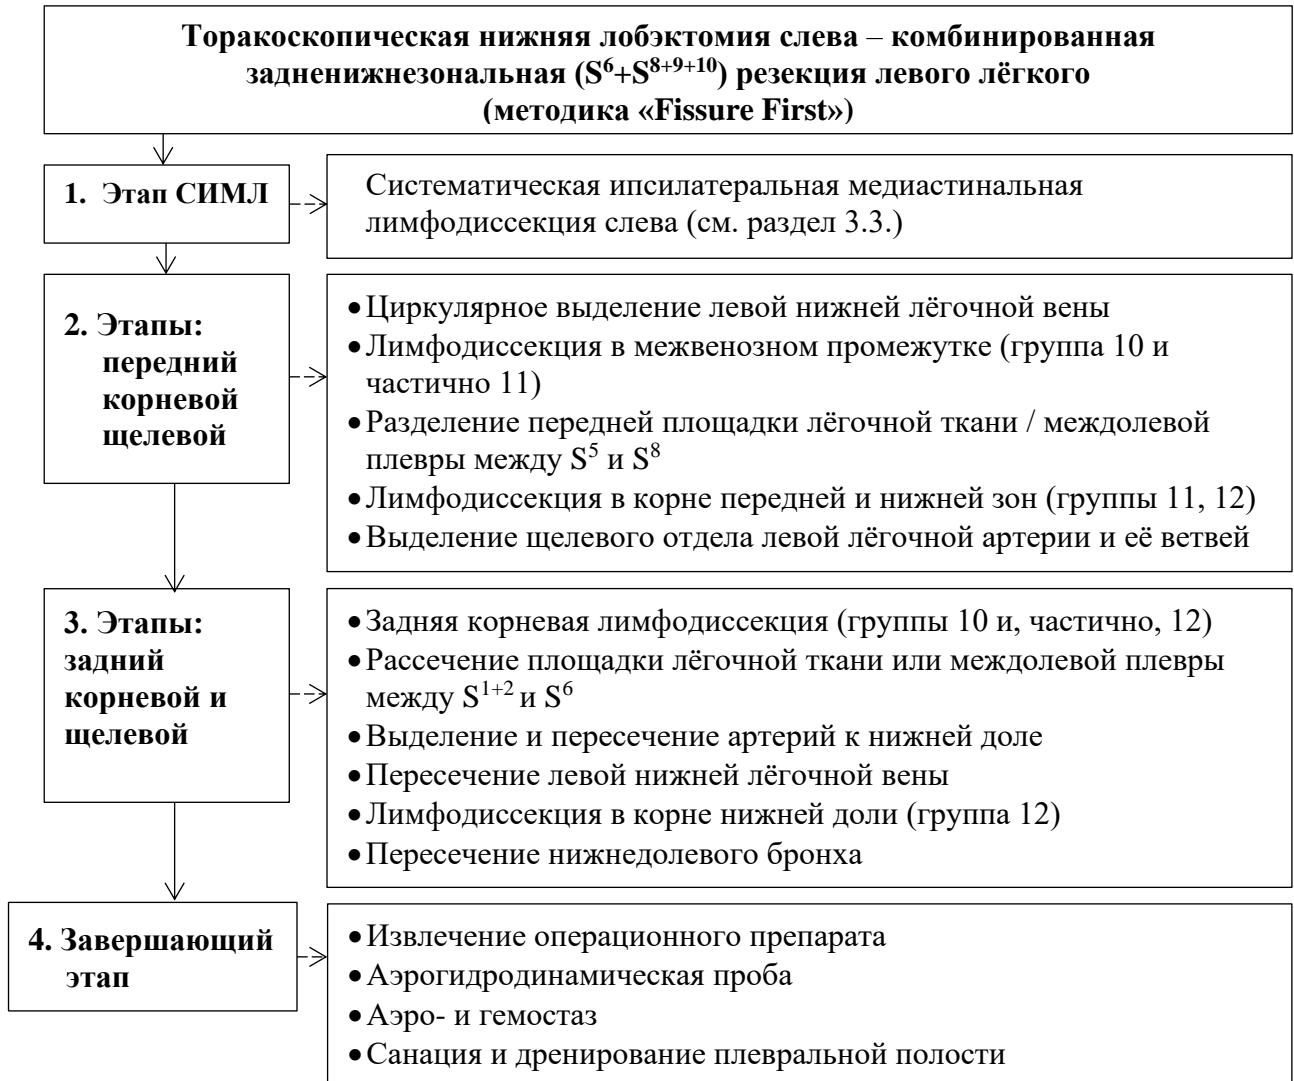 Торакоскопическая нижняя лобэктомия слева – комбинированная
задненижнезональная (S⁶+S⁸⁺⁹⁺¹⁰) резекция левого лёгкого
(методика «Fissure First»)
1. Этап СИМЛ
Систематическая ипсилатеральная медиастинальная
лимфодиссекция слева (см. раздел 3.3.)
2. Этапы:
передний
корневой
щелевой
• Циркулярное выделение левой нижней лёгочной вены
• Лимфодиссекция в межвенозном промежутке (группа 10 и
частично 11)
• Разделение передней площадки лёгочной ткани / междолевой
плевры между S⁵ и S⁸
• Лимфодиссекция в корне передней и нижней зон (группы 11, 12)
• Выделение щелевого отдела левой лёгочной артерии и её ветвей
3. Этапы:
задний
корневой и
щелевой
• Задняя корневая лимфодиссекция (группы 10 и, частично, 12)
• Рассечение площадки лёгочной ткани или междолевой плевры
между S¹⁺² и S⁶
• Выделение и пересечение артерий к нижней доле
• Пересечение левой нижней лёгочной вены
• Лимфодиссекция в корне нижней доли (группа 12)
• Пересечение нижнедолевого бронха
4. Завершающий
этап
• Извлечение операционного препарата
• Аэрогидродинамическая проба
• Аэро- и гемостаз
• Санация и дренирование плевральной полости